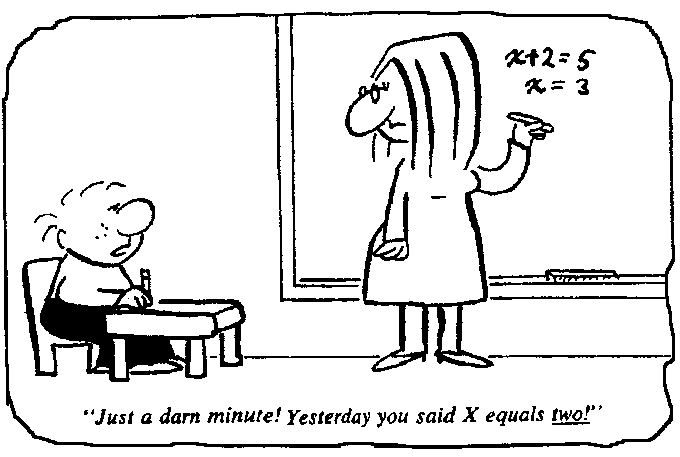 x+2=5
x=3
"Just a darn minute! Yesterday you said X equals two!"